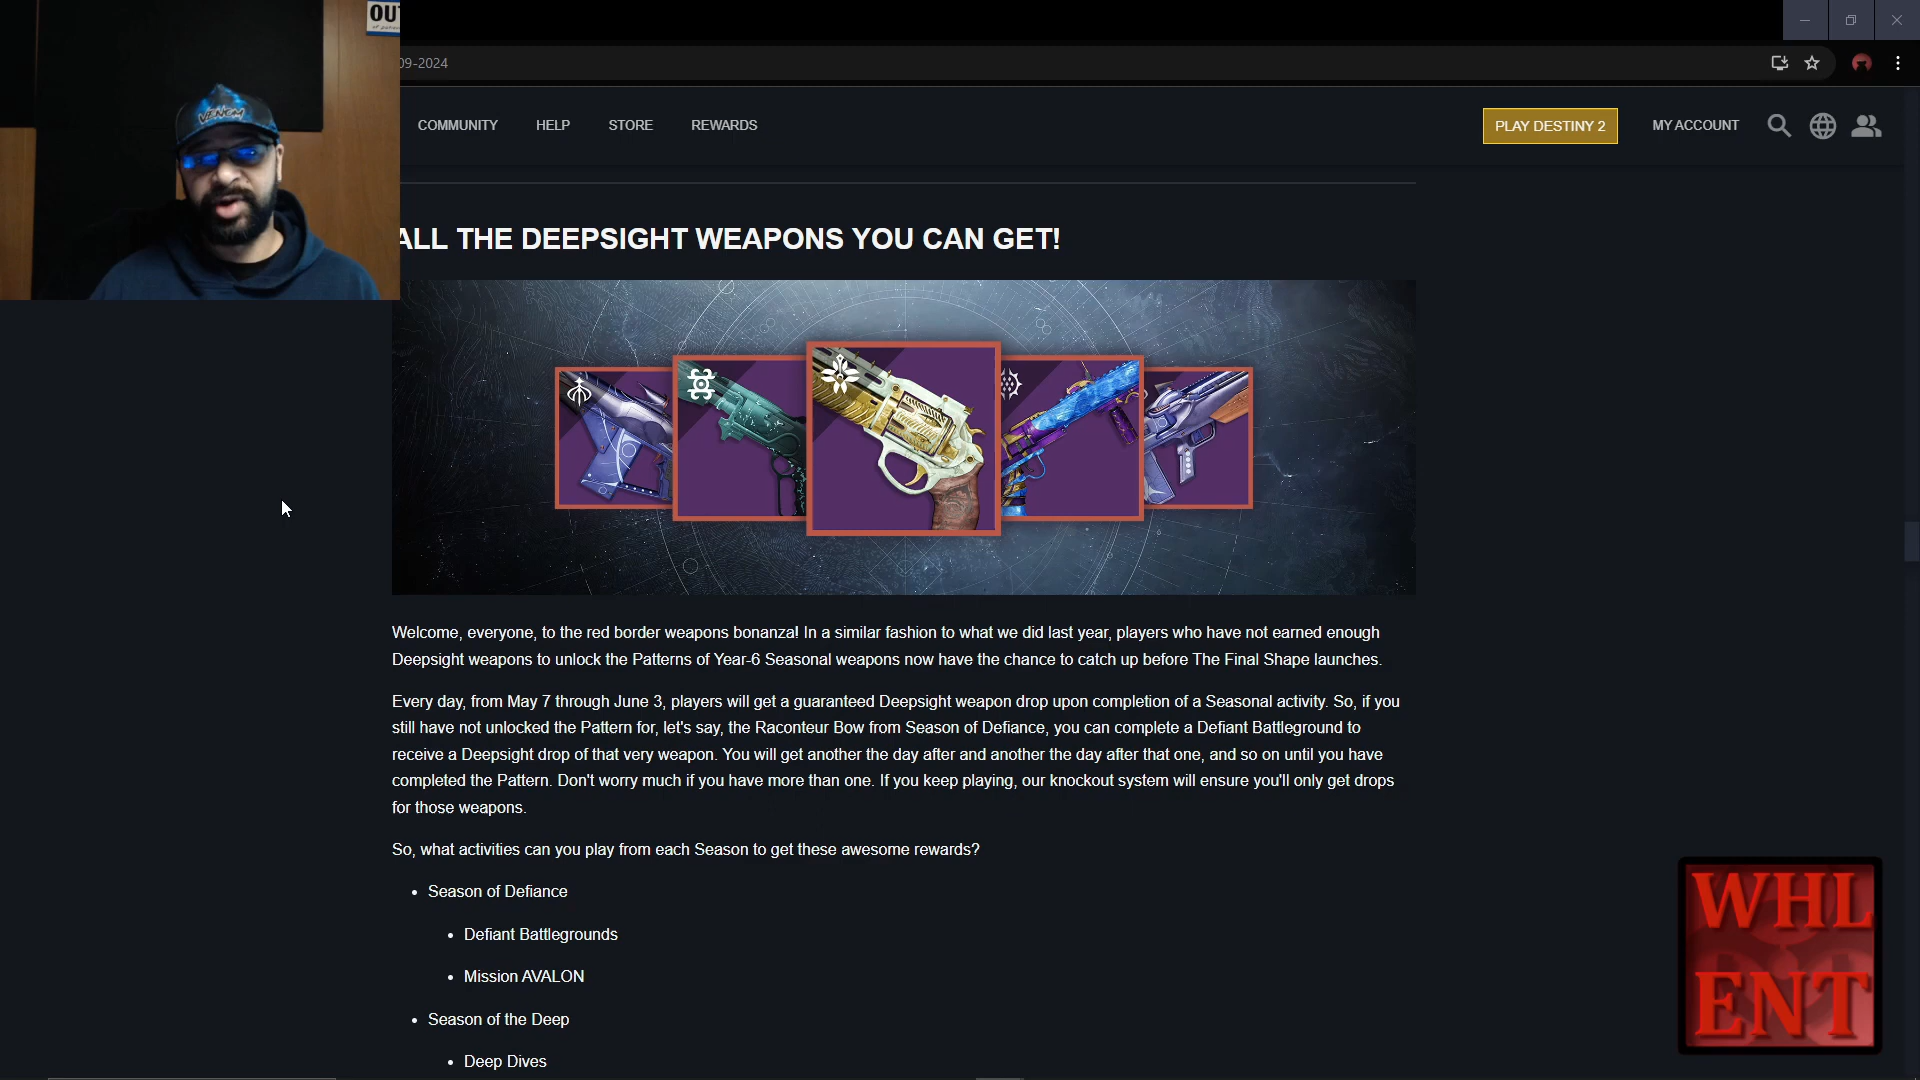 OU
VENOM
09-2024
COMMUNITY HELP STORE REWARDS
PLAY DESTINY 2 MY ACCOUNT
ALL THE DEEPSIGHT WEAPONS YOU CAN GET!
Welcome, everyone, to the red border weapons bonanza! In a similar fashion to what we did last year, players who have not earned enough
Deepsight weapons to unlock the Patterns of Year-6 Seasonal weapons now have the chance to catch up before The Final Shape launches.
Every day, from May 7 through June 3, players will get a guaranteed Deepsight weapon drop upon completion of a Seasonal activity. So, if you
still have not unlocked the Pattern for, let's say, the Raconteur Bow from Season of Defiance, you can complete a Defiant Battleground to
receive a Deepsight drop of that very weapon. You will get another the day after and another the day after that one, and so on until you have
completed the Pattern. Don't worry much if you have more than one. If you keep playing, our knockout system will ensure you'll only get drops
for those weapons.
So, what activities can you play from each Season to get these awesome rewards?
• Season of Defiance
• Defiant Battlegrounds
• Mission AVALON
• Season of the Deep
• Deep Dives
WHL
ENT